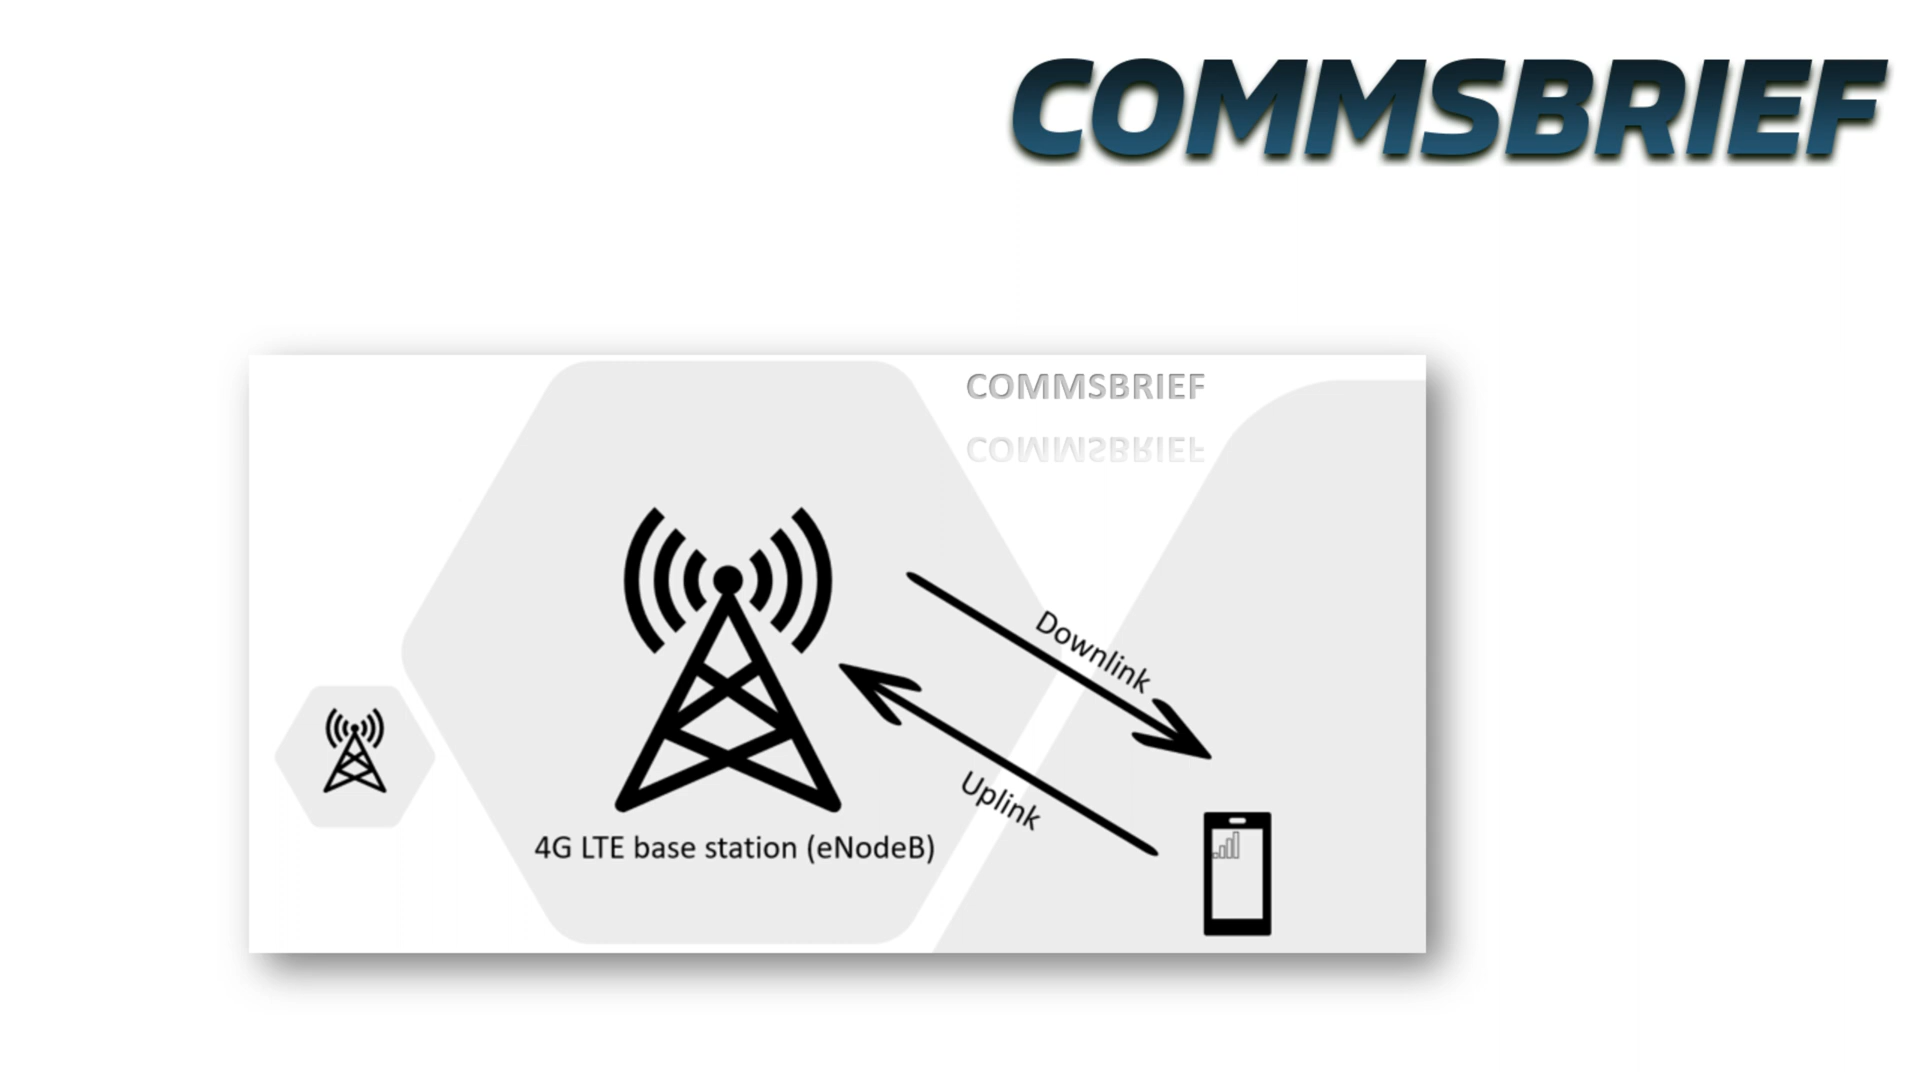 COMMSBRIEF
COMMSBRIEF
COMMSBRIEF
Downlink
Uplink
4G LTE base station (eNodeB)